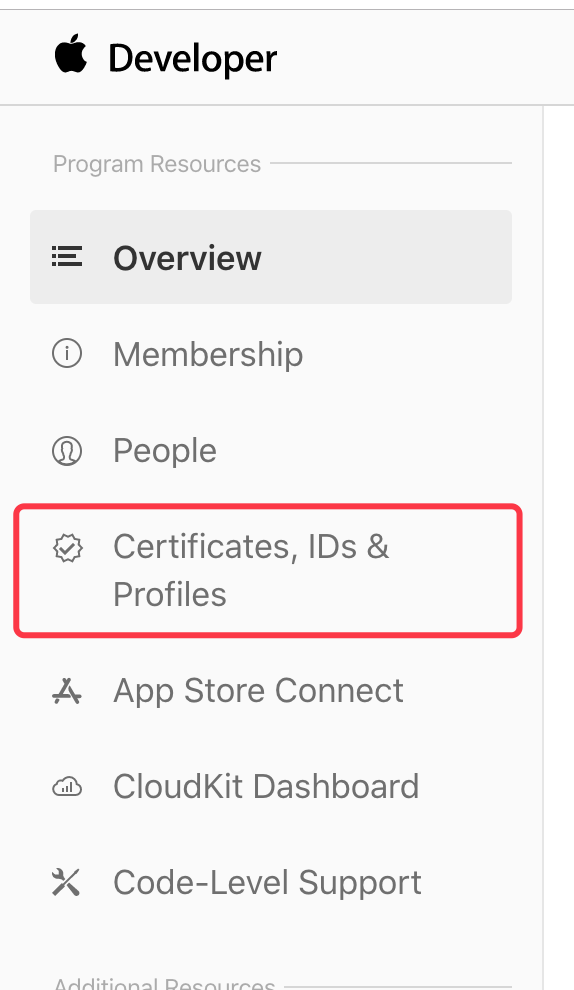 Developer
Program Resources
Overview
Membership
People
Certificates, IDs &
Profiles
App Store Connect
CloudKit Dashboard
Code-Level Support
Additional Resources